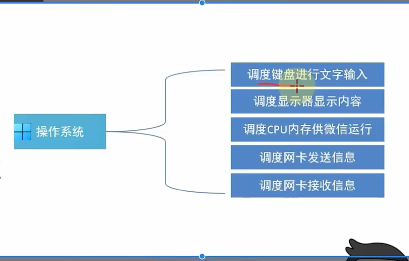 操作系统
调度键盘进行文字输入
调度显示器显示内容
调度CPU内存供微信运行
调度网卡发送信息
调度网卡接收信息